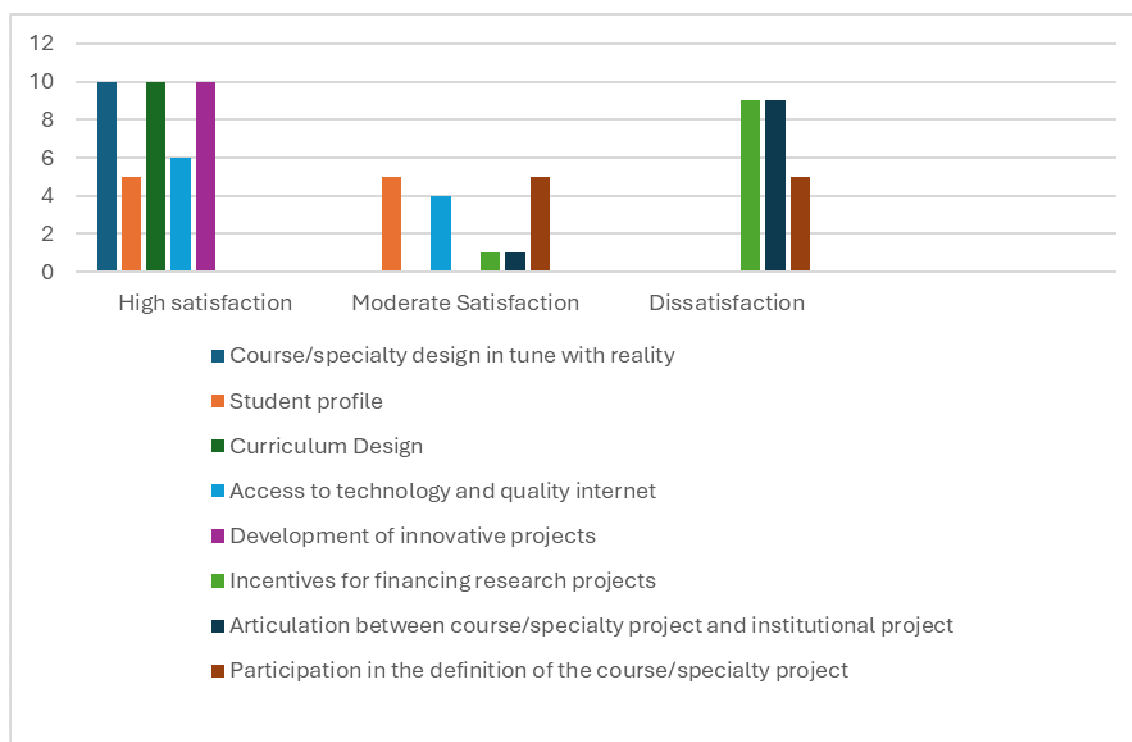 12
10
8
6
4
2
0
High satisfaction Moderate Satisfaction Dissatisfaction
Course/specialty design in tune with reality
Student profile
Curriculum Design
Access to technology and quality internet
Development of innovative projects
Incentives for financing research projects
Articulation between course/specialty project and institutional project
Participation in the definition of the course/specialty project